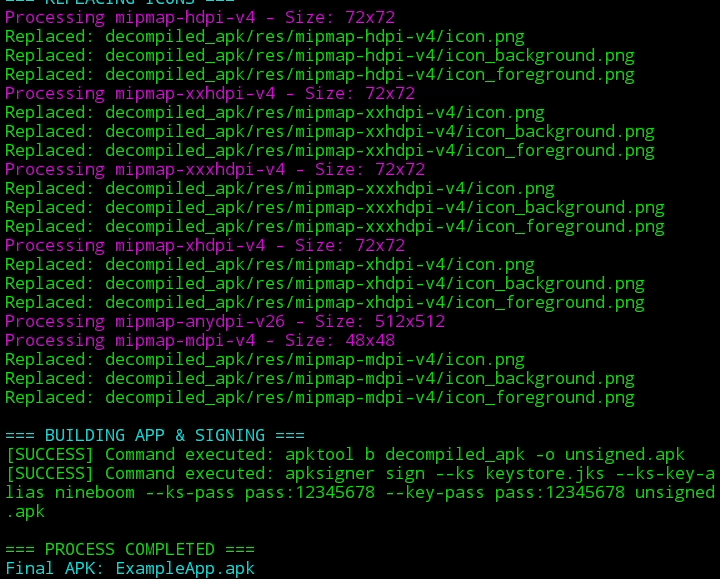 === REPLACING ICONS ===
Processing mipmap-hdpi-v4 - Size: 72x72
Replaced: decompiled_apk/res/mipmap-hdpi-v4/icon.png
Replaced: decompiled_apk/res/mipmap-hdpi-v4/icon_background.png
Replaced: decompiled_apk/res/mipmap-hdpi-v4/icon_foreground.png
Processing mipmap-xxhdpi-v4 - Size: 72x72
Replaced: decompiled_apk/res/mipmap-xxhdpi-v4/icon.png
Replaced: decompiled_apk/res/mipmap-xxhdpi-v4/icon_background.png
Replaced: decompiled_apk/res/mipmap-xxhdpi-v4/icon_foreground.png
Processing mipmap-xxxhdpi-v4 - Size: 72x72
Replaced: decompiled_apk/res/mipmap-xxxhdpi-v4/icon.png
Replaced: decompiled_apk/res/mipmap-xxxhdpi-v4/icon_background.png
Replaced: decompiled_apk/res/mipmap-xxxhdpi-v4/icon_foreground.png
Processing mipmap-xhdpi-v4 - Size: 72x72
Replaced: decompiled_apk/res/mipmap-xhdpi-v4/icon.png
Replaced: decompiled_apk/res/mipmap-xhdpi-v4/icon_background.png
Replaced: decompiled_apk/res/mipmap-xhdpi-v4/icon_foreground.png
Processing mipmap-anydpi-v26 - Size: 512x512
Processing mipmap-mdpi-v4 - Size: 48x48
Replaced: decompiled_apk/res/mipmap-mdpi-v4/icon.png
Replaced: decompiled_apk/res/mipmap-mdpi-v4/icon_background.png
Replaced: decompiled_apk/res/mipmap-mdpi-v4/icon_foreground.png
=== BUILDING APP & SIGNING ===
[SUCCESS] Command executed: apktool b decompiled_apk -o unsigned.apk
[SUCCESS] Command executed: apksigner sign --ks keystore.jks --ks-key-a
lias nineboom --ks-pass pass:12345678 --key-pass pass:12345678 unsigned
.apk
=== PROCESS COMPLETED ===
Final APK: ExampleApp.apk